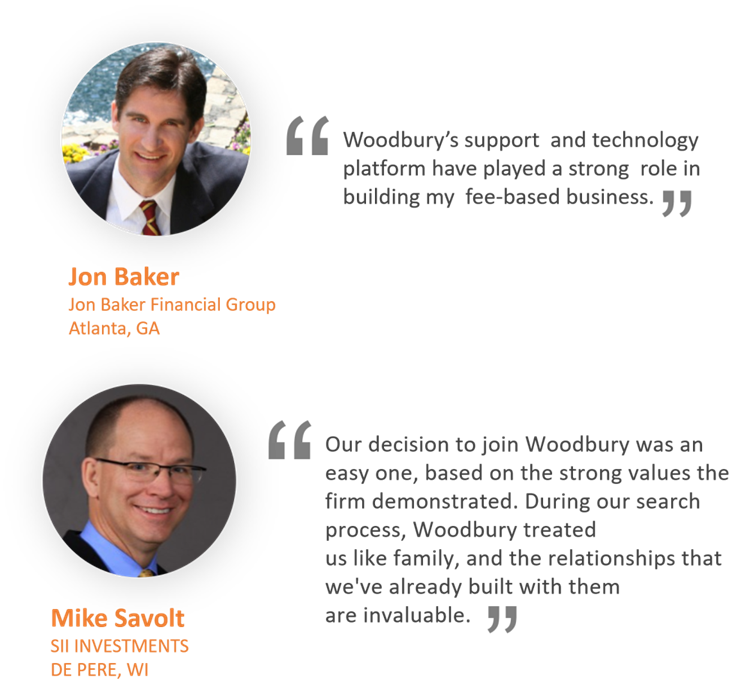 “
Woodbury’s support and technology
platform have played a strong role in
building my fee-based business. ”
Jon Baker
Jon Baker Financial Group
Atlanta, GA
“
Our decision to join Woodbury was an
easy one, based on the strong values the
firm demonstrated. During our search
process, Woodbury treated
us like family, and the relationships that
we've already built with them
are invaluable. ”
Mike Savolt
SII INVESTMENTS
DE PERE, WI